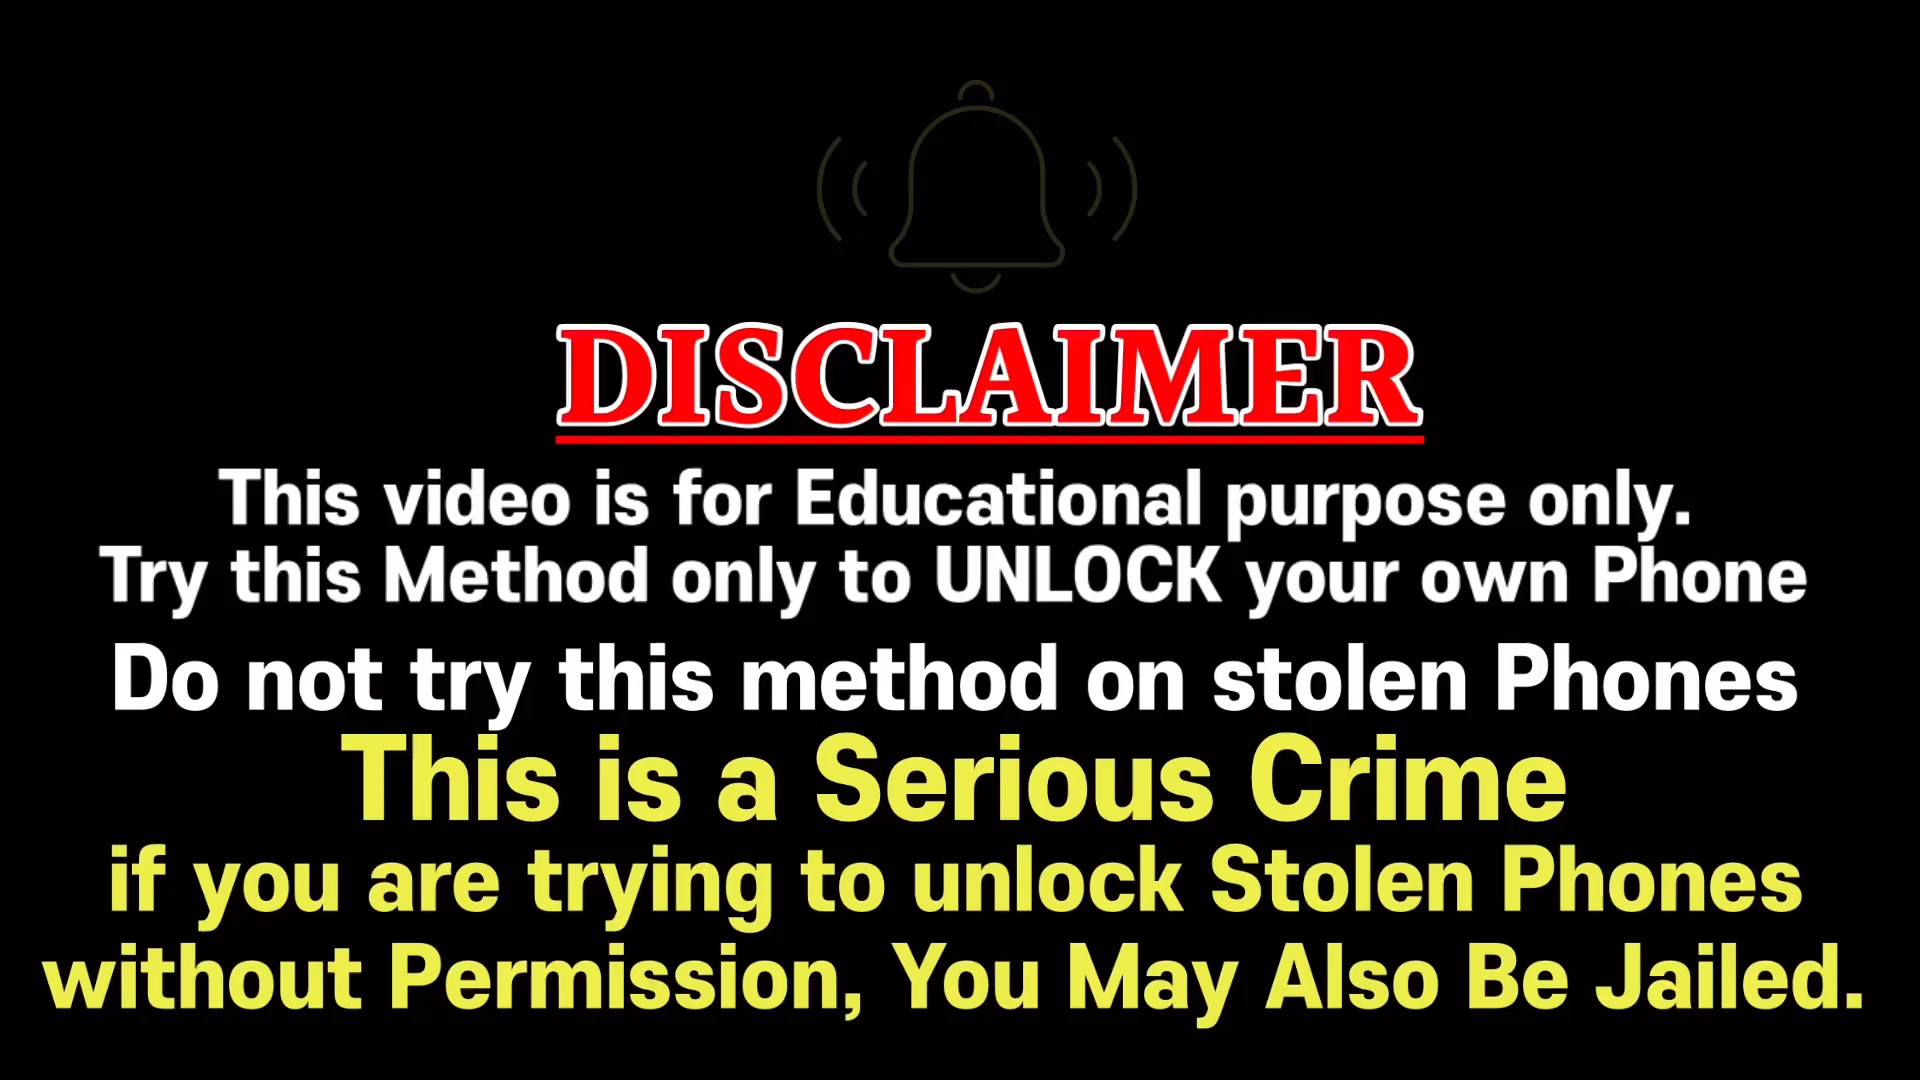 DISCLAIMER
This video is for Educational purpose only.
Try this Method only to UNLOCK your own Phone
Do not try this method on stolen Phones
This is a Serious Crime
if you are trying to unlock Stolen Phones
without Permission, You May Also Be Jailed.